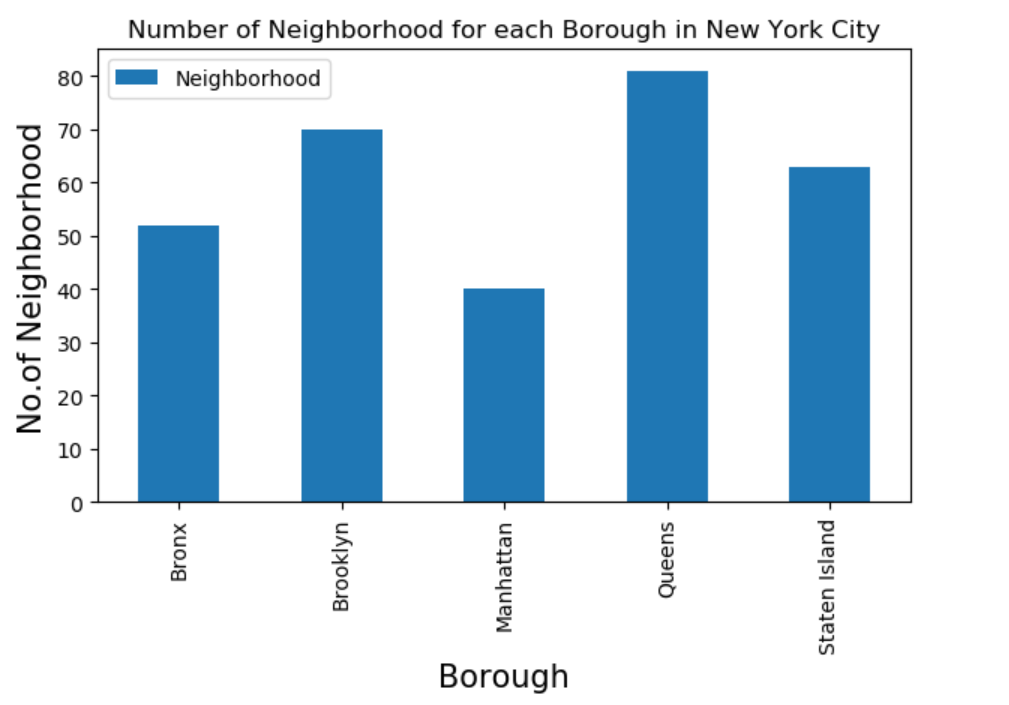 Number of Neighborhood for each Borough in New York City
Neighborhood
No.of Neighborhood
80
70
60
50
40
30
20
10
0
Bronx
Brooklyn
Manhattan
Queens
Staten Island
Borough